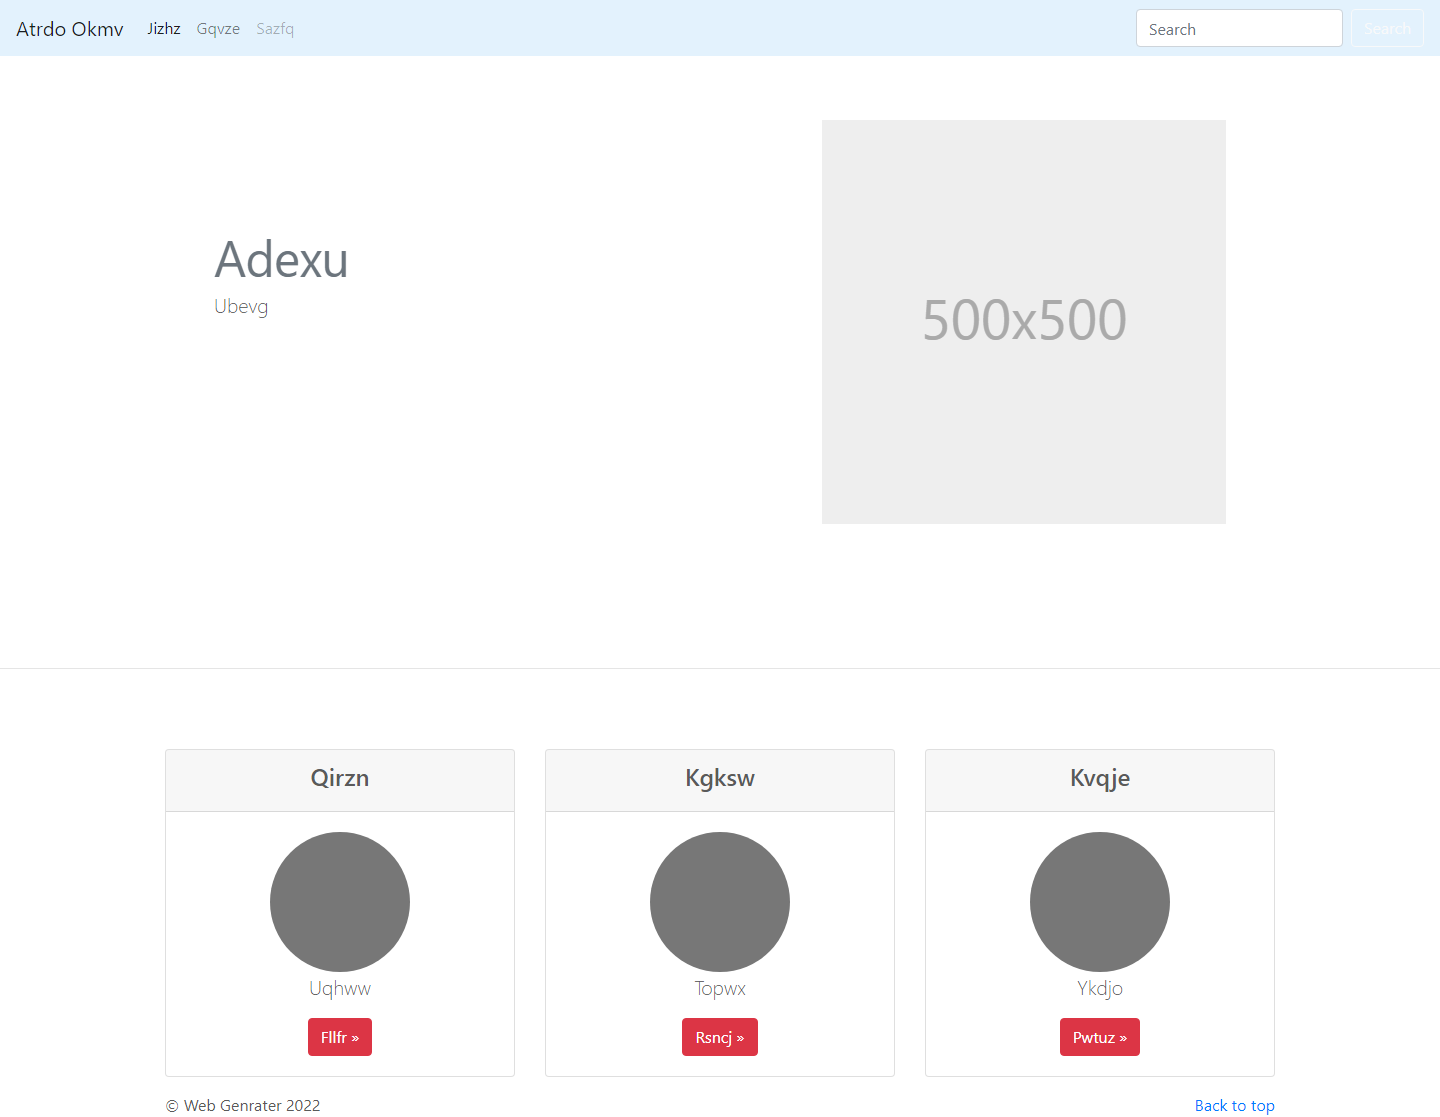 Atrdo Okmv Jizhz Gqvze Sazfq Search Search
Adexu
Ubevg
500x500
Qirzn Kgksw Kvqje
Uqhww Topwx Ykdjo
Fllfr » Rsncj » Pwtuz »
© Web Genrater 2022 Back to top